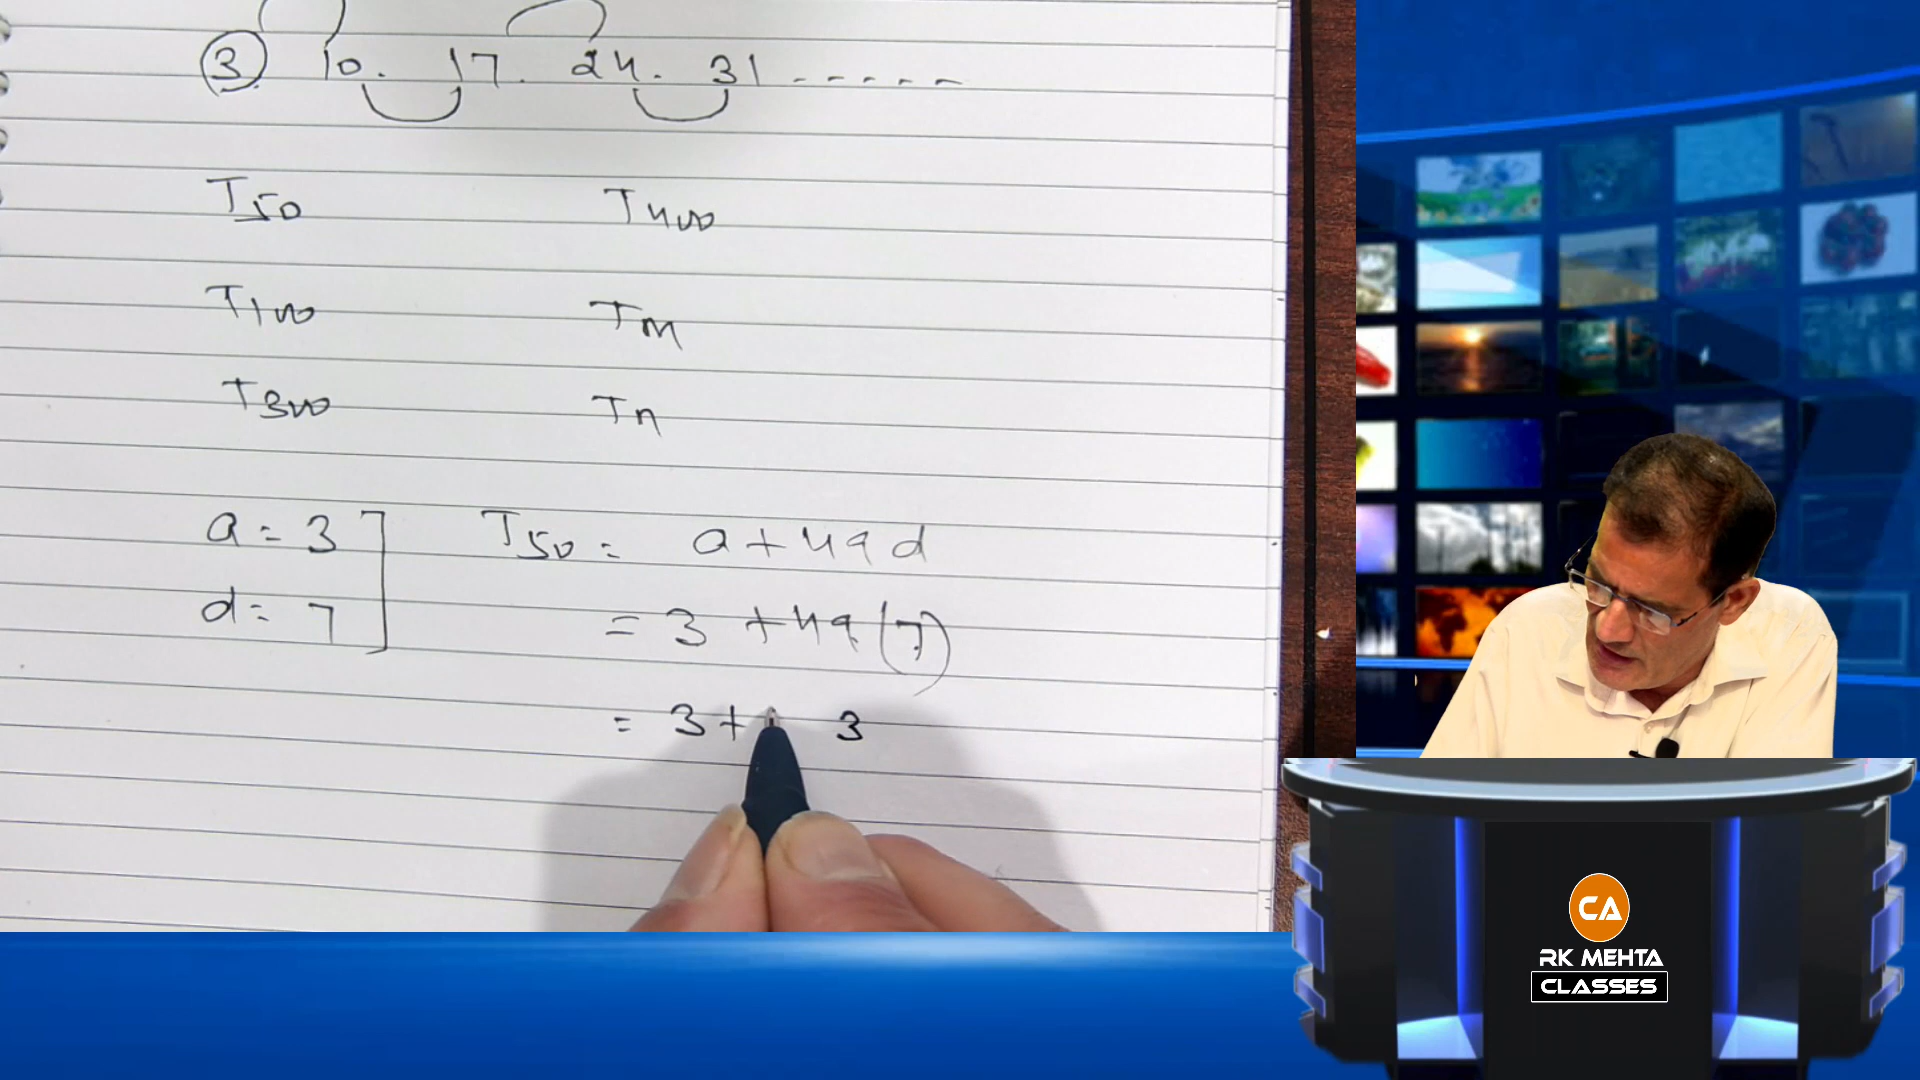 3 10. 17. 24. 31 - - - - -
T50 T400
T100 Tm
T300 Tn
a = 3 T50 = a + 49d
d = 7 = 3 + 49(7)
= 3 + 3
CA
RK MEHTA
CLASSES